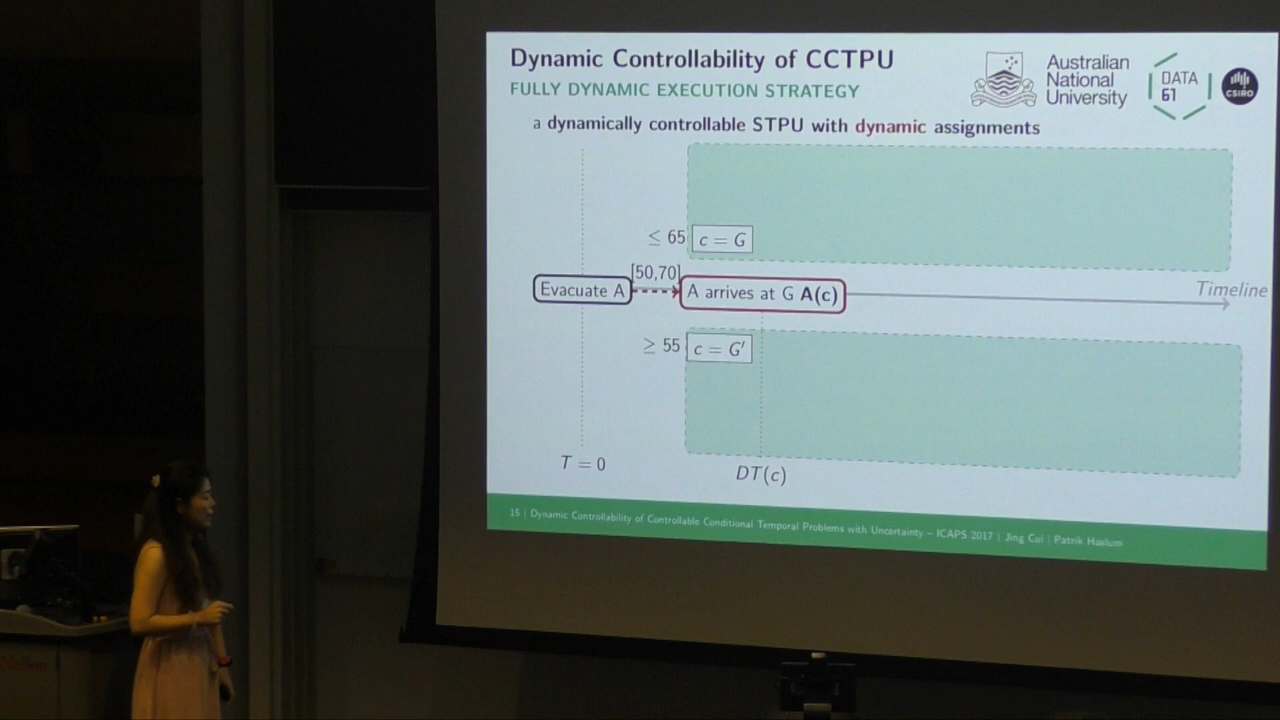 Dynamic Controllability of CCTPU
FULLY DYNAMIC EXECUTION STRATEGY
Australian
National
University
DATA
61
CSIRO
a dynamically controllable STPU with dynamic assignments
≤ 65 c = G
[50,70]
Evacuate A
A arrives at G A(c)
Timeline
≥ 55 c = G′
T = 0
DT(c)
15 | Dynamic Controllability of Controllable Conditional Temporal Problems with Uncertainty – ICAPS 2017 | Jing Cui | Patrik Haslum